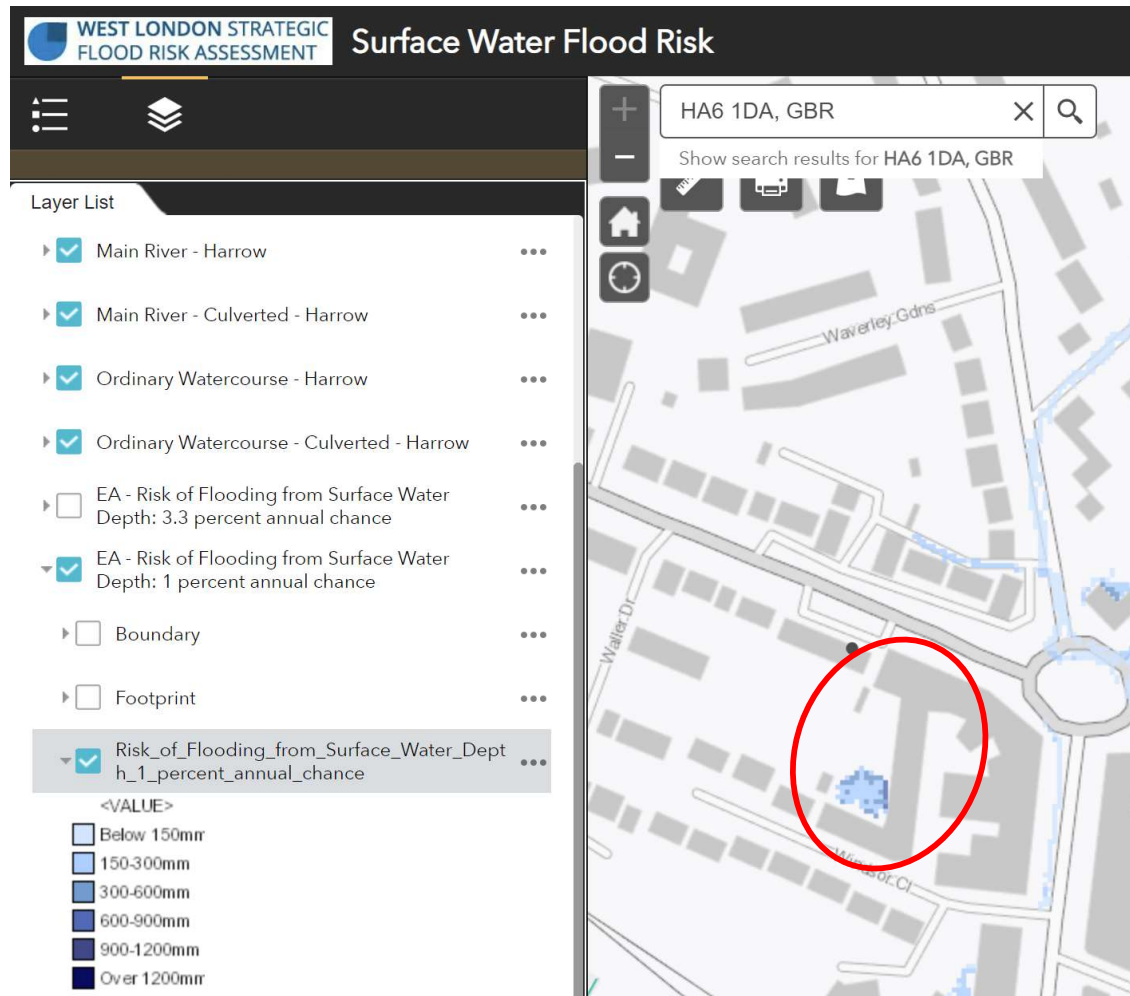 WEST LONDON STRATEGIC
FLOOD RISK ASSESSMENT
Surface Water Flood Risk
HA6 1DA, GBR
Show search results for HA6 1DA, GBR
Layer List
Main River - Harrow
Main River - Culverted - Harrow
Ordinary Watercourse - Harrow
Ordinary Watercourse - Culverted - Harrow
EA - Risk of Flooding from Surface Water
Depth: 3.3 percent annual chance
EA - Risk of Flooding from Surface Water
Depth: 1 percent annual chance
Boundary
Footprint
Risk_of_Flooding_from_Surface_Water_Dept
h_1_percent_annual_chance
<VALUE>
Below 150mm
150-300mm
300-600mm
600-900mm
900-1200mm
Over 1200mm
Waverley Gdns
Waller Dr
Windsor Cl